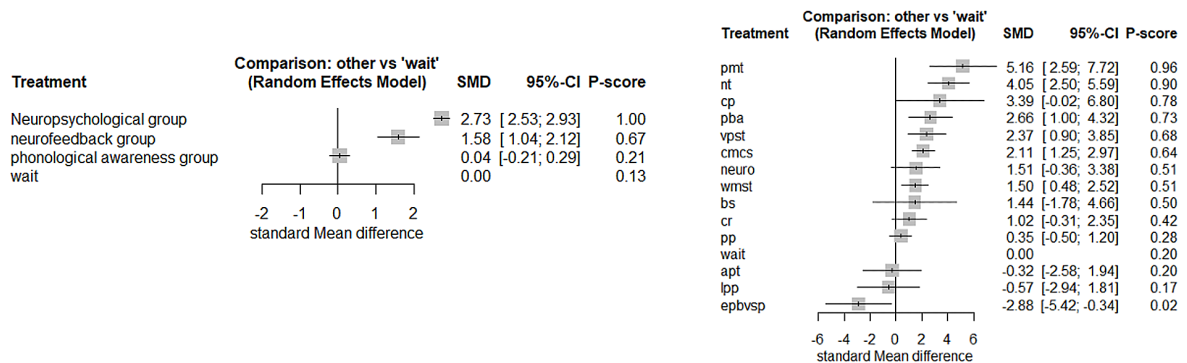 Comparison: other vs 'wait'
Treatment (Random Effects Model) SMD 95%-CI P-score
Neuropsychological group 2.73 [2.53; 2.93] 1.00
neurofeedback group 1.58 [1.04; 2.12] 0.67
phonological awareness group 0.04 [-0.21; 0.29] 0.21
wait 0.00 0.13
-2 -1 0 1 2
standard Mean difference
Comparison: other vs 'wait'
Treatment (Random Effects Model) SMD 95%-CI P-score
pmt 5.16 [ 2.59; 7.72] 0.96
nt 4.05 [ 2.50; 5.59] 0.90
cp 3.39 [-0.02; 6.80] 0.78
pba 2.66 [ 1.00; 4.32] 0.73
vpst 2.37 [ 0.90; 3.85] 0.68
cmcs 2.11 [ 1.25; 2.97] 0.64
neuro 1.51 [-0.36; 3.38] 0.51
wmst 1.50 [ 0.48; 2.52] 0.51
bs 1.44 [-1.78; 4.66] 0.50
cr 1.02 [-0.31; 2.35] 0.42
pp 0.35 [-0.50; 1.20] 0.28
wait 0.00 0.20
apt -0.32 [-2.58; 1.94] 0.20
lpp -0.57 [-2.94; 1.81] 0.17
epbvsp -2.88 [-5.42; -0.34] 0.02
-6 -4 -2 0 2 4 6
standard Mean difference